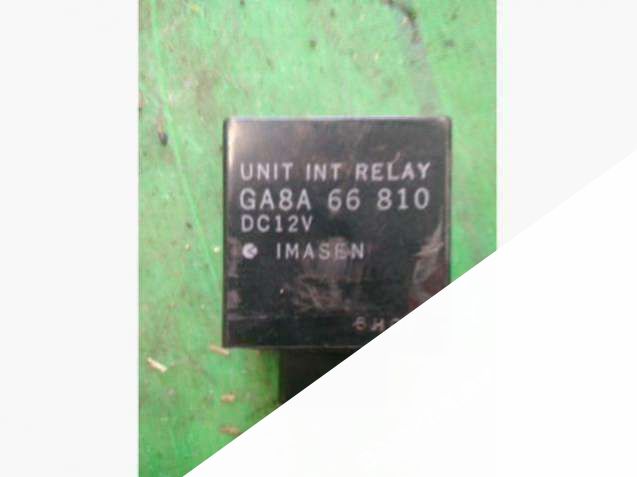 UNIT INT RELAY
GA8A 66 810
DC12V
IMASEN